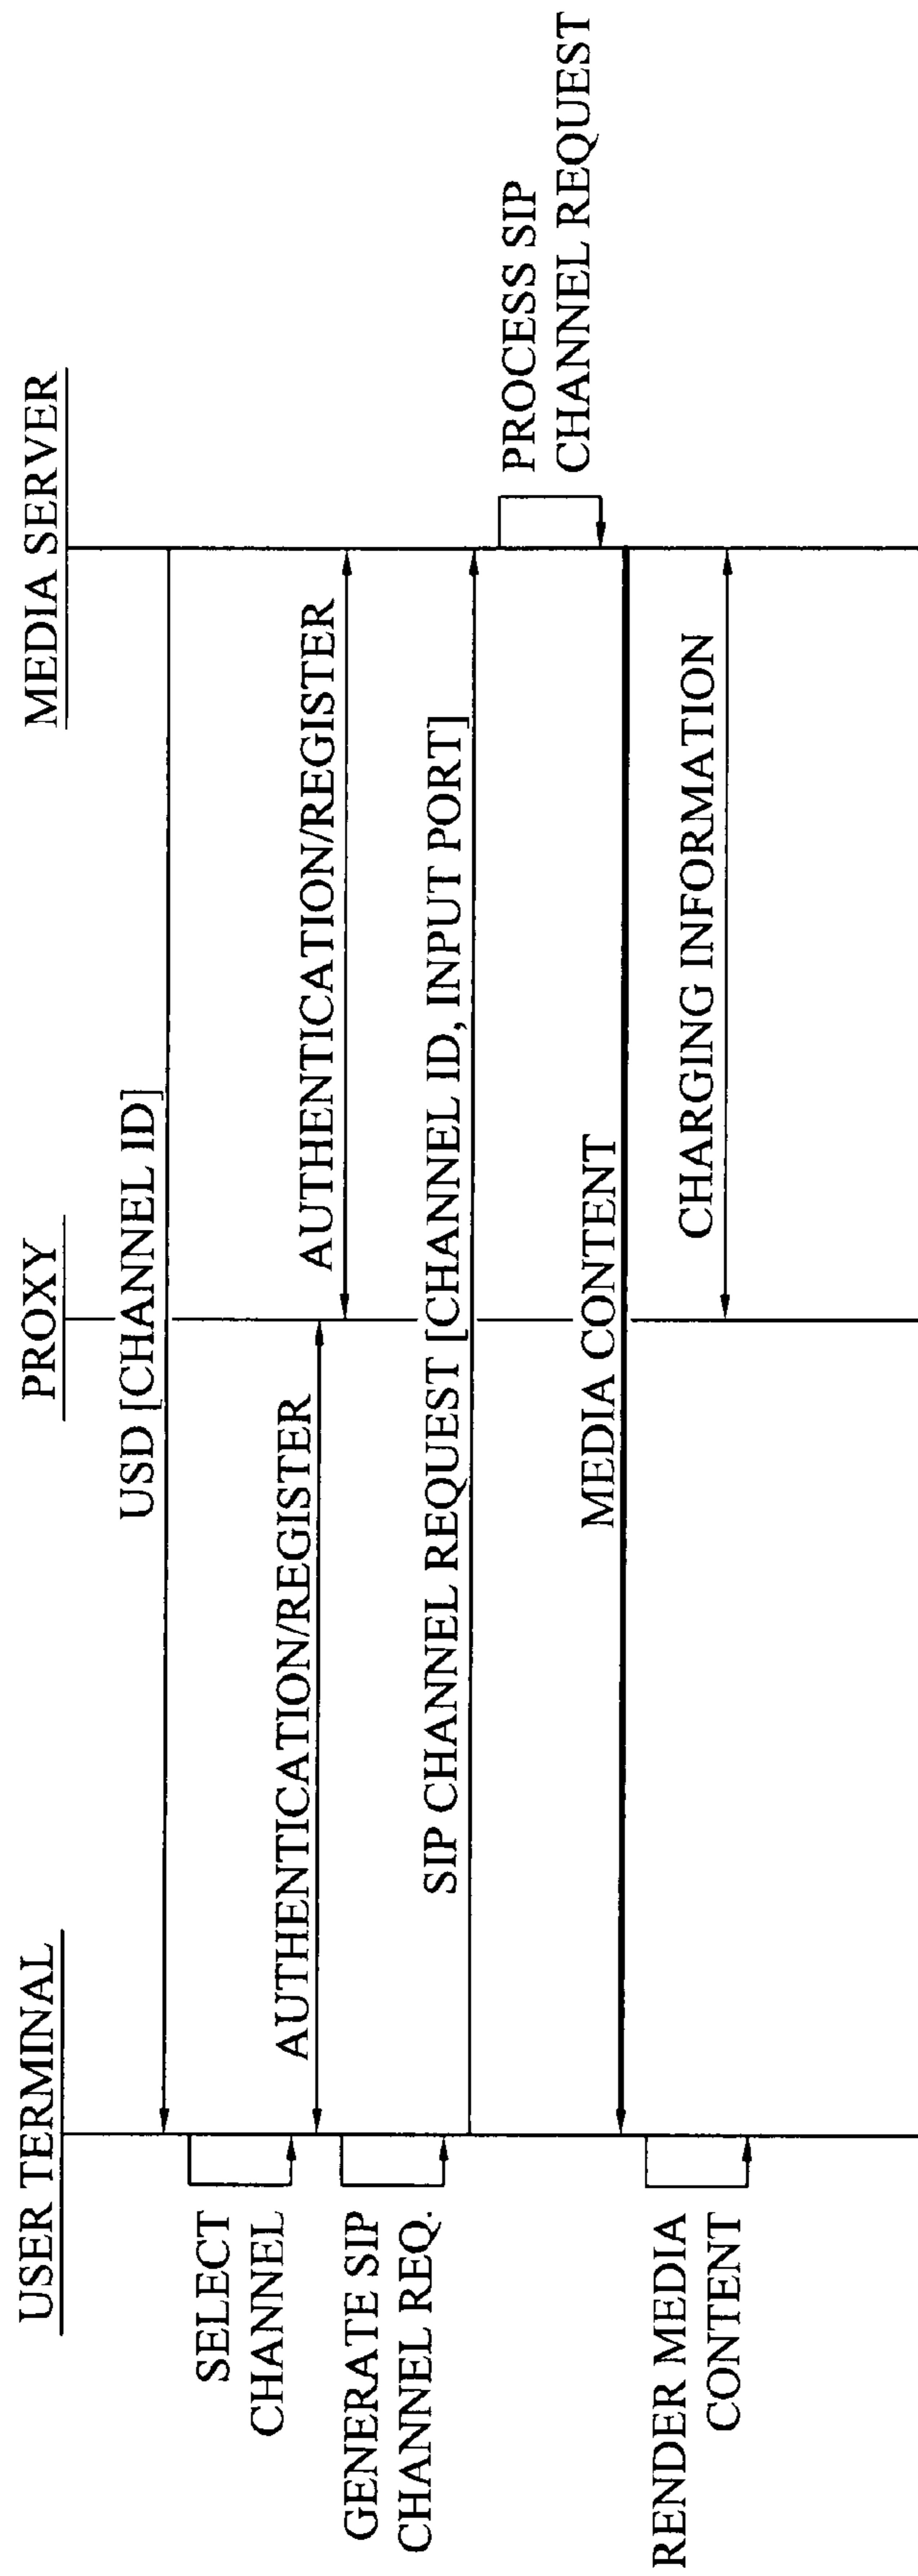 USER TERMINAL
PROXY
MEDIA SERVER
USD [CHANNEL ID]
SELECT
CHANNEL
AUTHENTICATION/REGISTER
AUTHENTICATION/REGISTER
GENERATE SIP
CHANNEL REQ.
SIP CHANNEL REQUEST [CHANNEL ID, INPUT PORT]
PROCESS SIP
CHANNEL REQUEST
MEDIA CONTENT
RENDER MEDIA
CONTENT
CHARGING INFORMATION